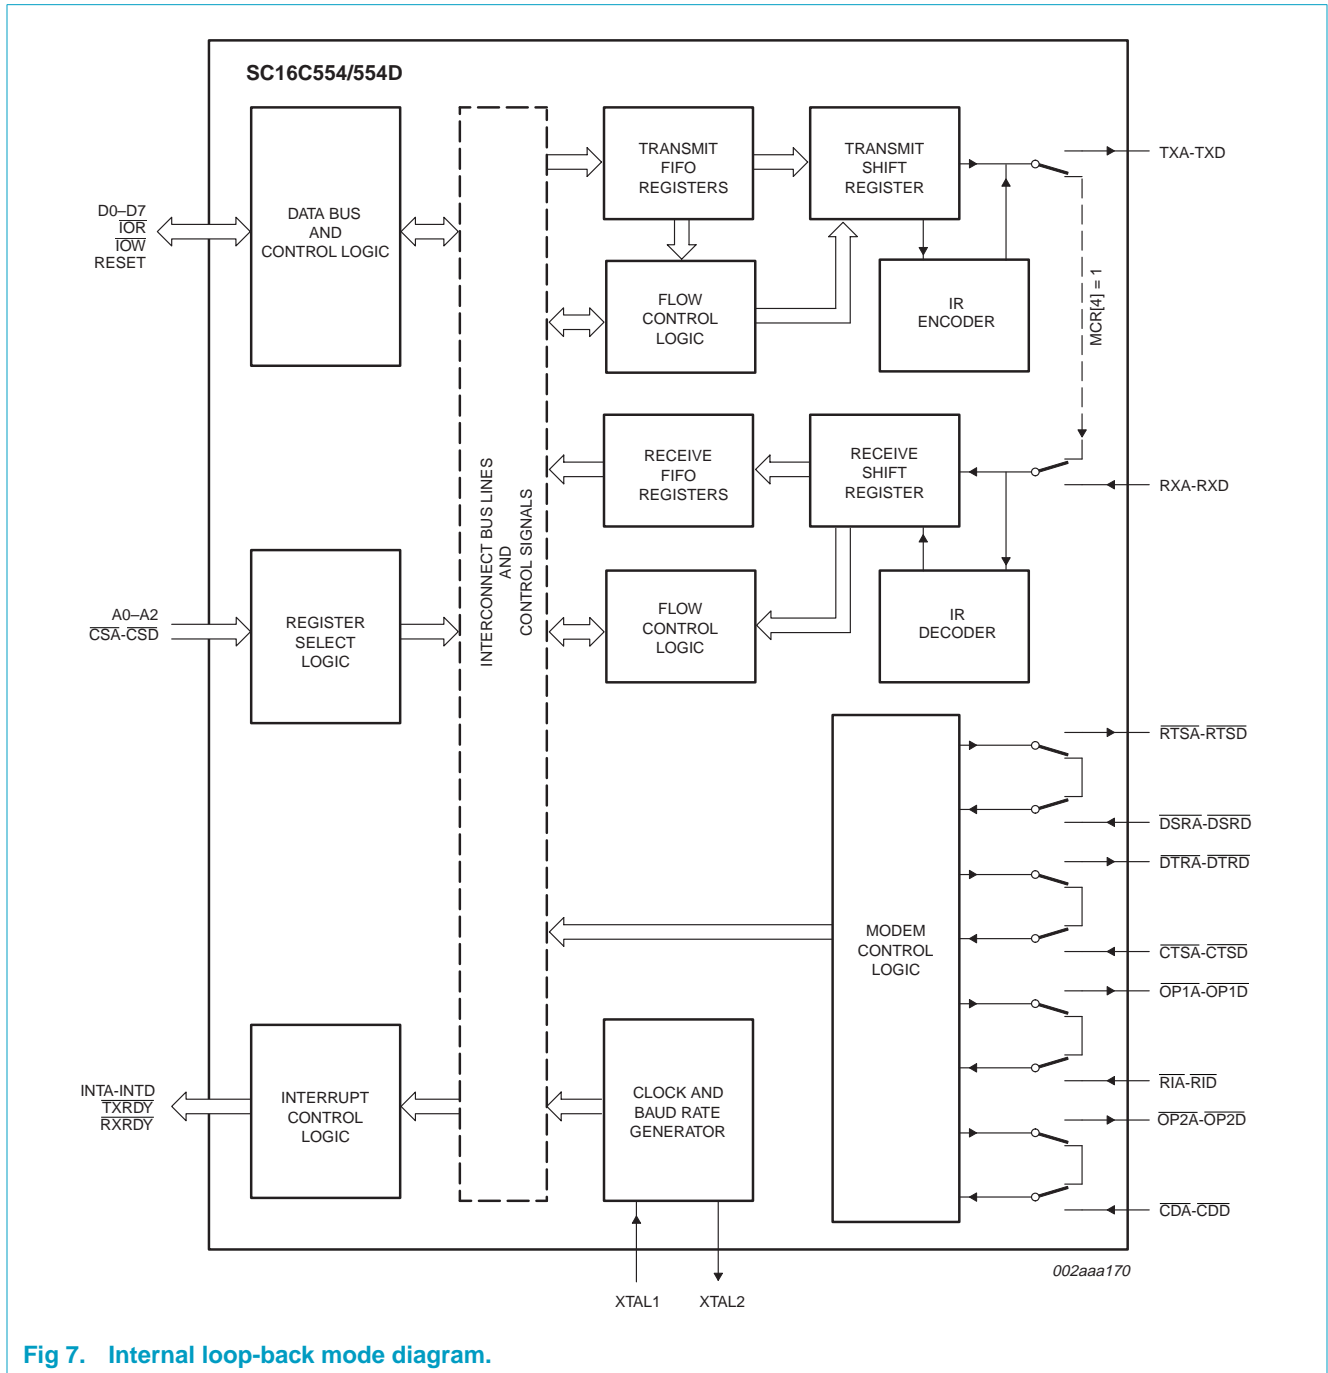 SC16C554/554D
D0–D7
IOR
IOW
RESET
DATA BUS
AND
CONTROL LOGIC
A0–A2
CSA-CSD
REGISTER
SELECT
LOGIC
INTA-INTD
TXRDY
RXRDY
INTERRUPT
CONTROL
LOGIC
INTERCONNECT BUS LINES
AND
CONTROL SIGNALS
TRANSMIT
FIFO
REGISTERS
TRANSMIT
SHIFT
REGISTER
FLOW
CONTROL
LOGIC
IR
ENCODER
MCR[4] = 1
TXA-TXD
RECEIVE
FIFO
REGISTERS
RECEIVE
SHIFT
REGISTER
FLOW
CONTROL
LOGIC
IR
DECODER
RXA-RXD
MODEM
CONTROL
LOGIC
RTSA-RTSD
DSRA-DSRD
DTRA-DTRD
CTSA-CTSD
OP1A-OP1D
RIA-RID
OP2A-OP2D
CDA-CDD
CLOCK AND
BAUD RATE
GENERATOR
XTAL1
XTAL2
002aaa170
Fig 7. Internal loop-back mode diagram.